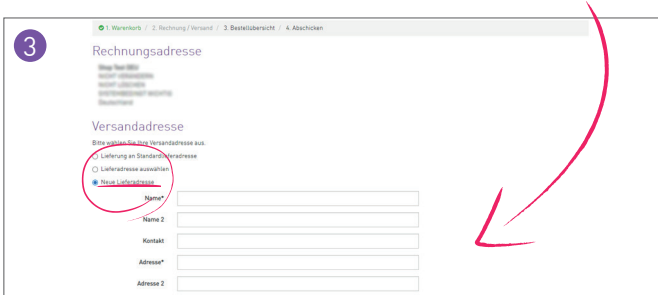 3
1. Warenkorb / 2. Rechnung / Versand / 3. Bestellübersicht / 4. Abschicken
Rechnungsadresse
Versandadresse
Bitte wählen Sie Ihre Versandadresse aus.
Lieferung an Standardlieferadresse
Lieferadresse auswählen
Neue Lieferadresse
Name*
Name 2
Kontakt
Adresse*
Adresse 2